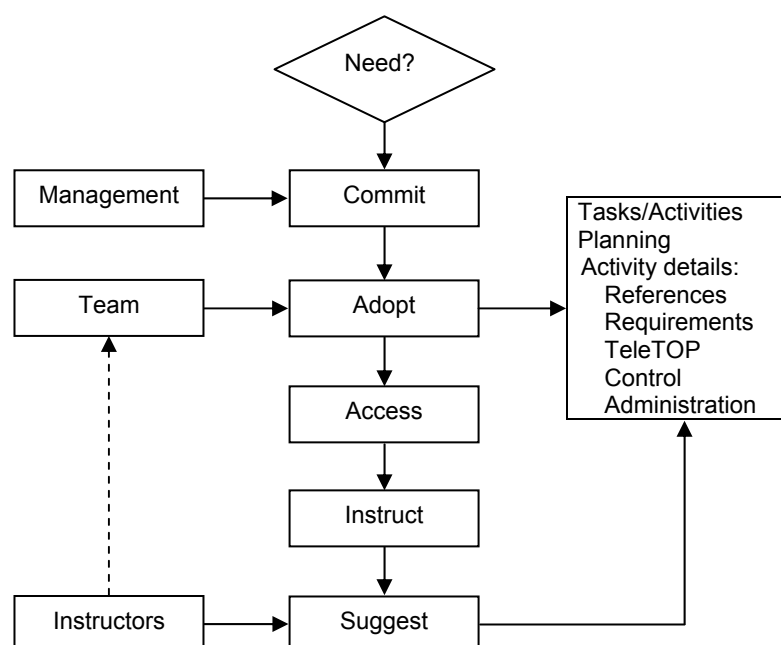 Need?
Management
Commit
Tasks/Activities
Planning
Activity details:
References
Requirements
TeleTOP
Control
Administration
Team
Adopt
Access
Instruct
Instructors
Suggest